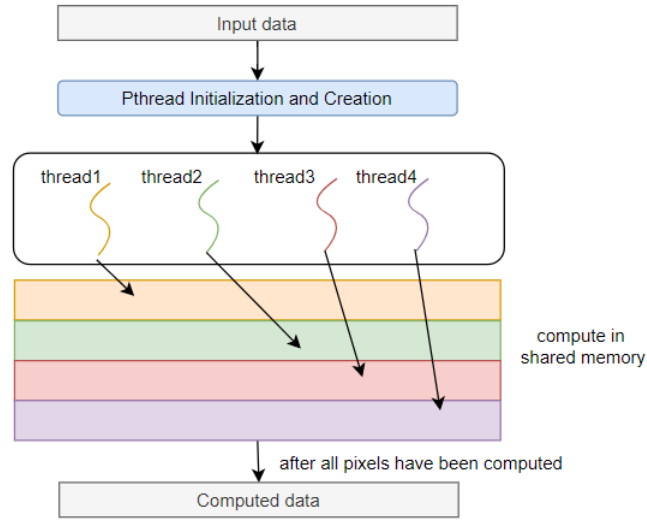 Input data
Pthread Initialization and Creation
thread1 thread2 thread3 thread4
compute in
shared memory
after all pixels have been computed
Computed data